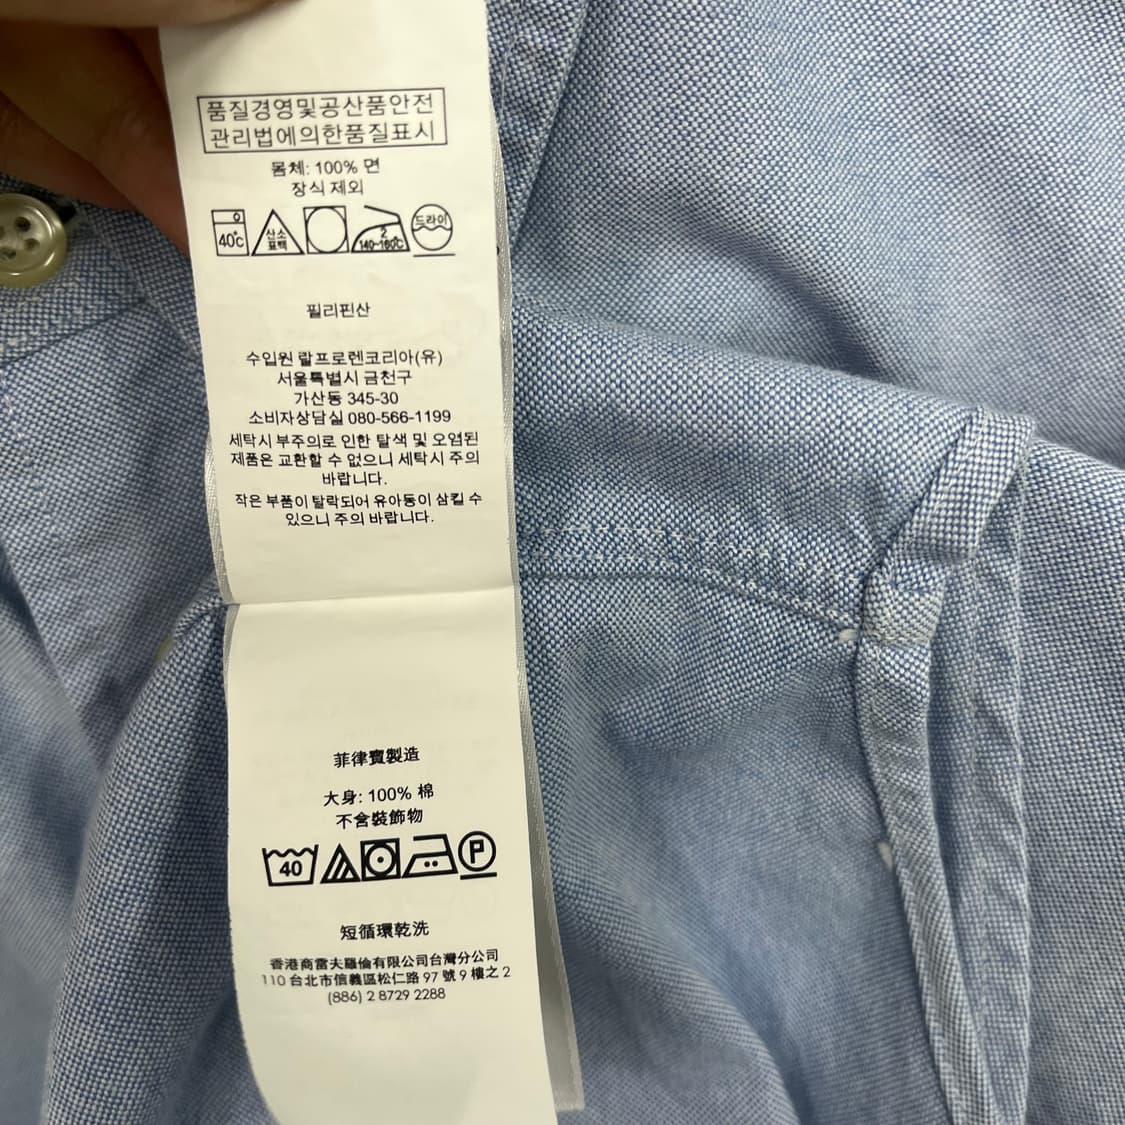 품질경영및공산품안전
관리법에의한품질표시
몸체: 100% 면
장식 제외
40°c
산소
표백
2
140~160°C
드라이
필리핀산
수입원 랄프로렌코리아(유)
서울특별시 금천구
가산동 345-30
소비자상담실 080-566-1199
세탁시 부주의로 인한 탈색 및 오염된
제품은 교환할 수 없으니 세탁시 주의
바랍니다.
작은 부품이 탈락되어 유아동이 삼킬 수
있으니 주의 바랍니다.
菲律賓製造
大身: 100% 棉
不含裝飾物
40
P
短循環乾洗
香港商雷夫羅倫有限公司台灣分公司
110 台北市信義區松仁路 97 號 9 樓之 2
(886) 2 8729 2288